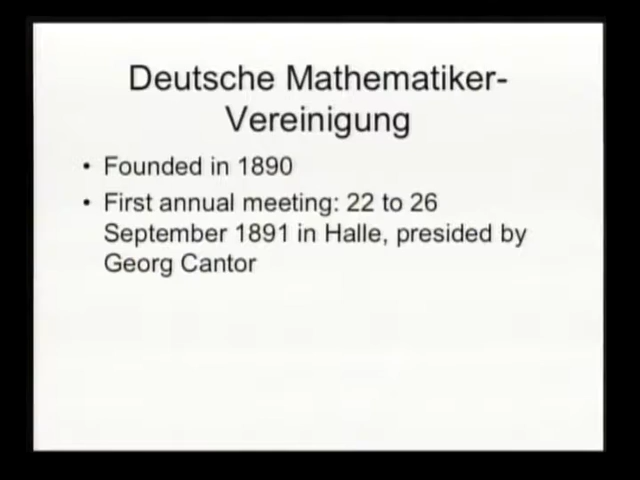 Deutsche Mathematiker-
Vereinigung
• Founded in 1890
• First annual meeting: 22 to 26
September 1891 in Halle, presided by
Georg Cantor